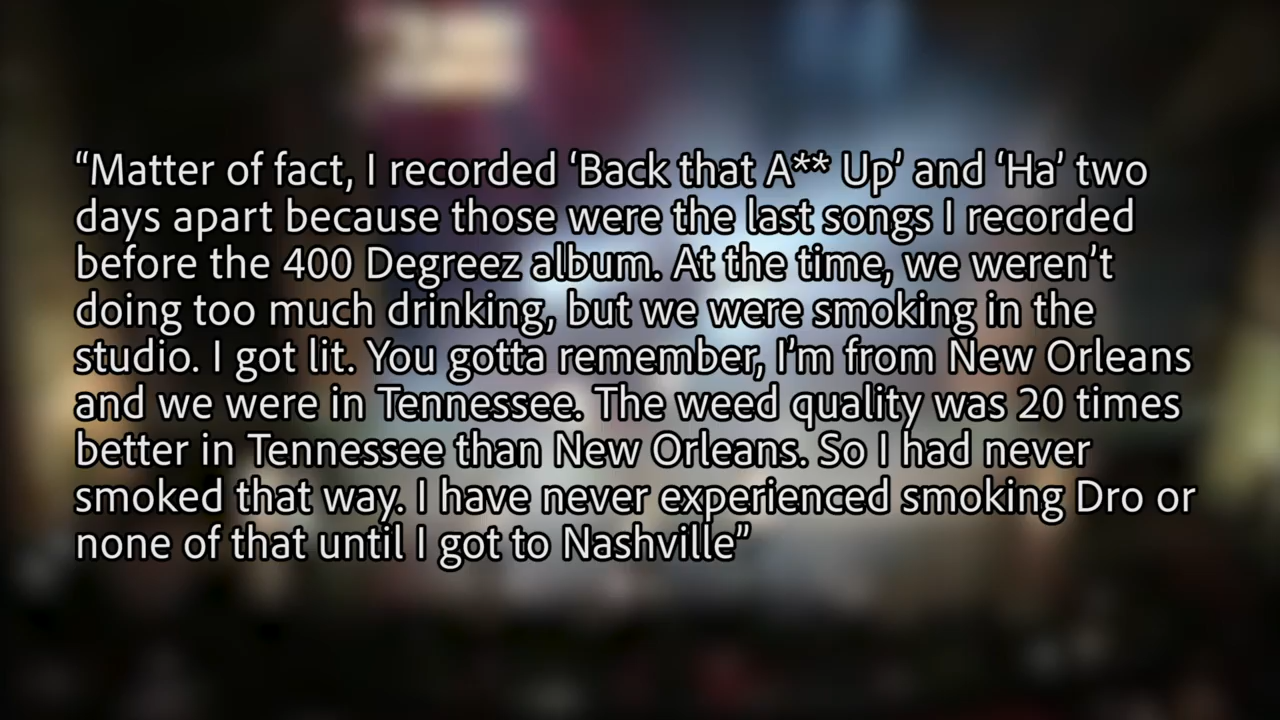 “Matter of fact, I recorded ‘Back that A** Up’ and ‘Ha’ two
days apart because those were the last songs I recorded
before the 400 Degreez album. At the time, we weren’t
doing too much drinking, but we were smoking in the
studio. I got lit. You gotta remember, I’m from New Orleans
and we were in Tennessee. The weed quality was 20 times
better in Tennessee than New Orleans. So I had never
smoked that way. I have never experienced smoking Dro or
none of that until I got to Nashville”